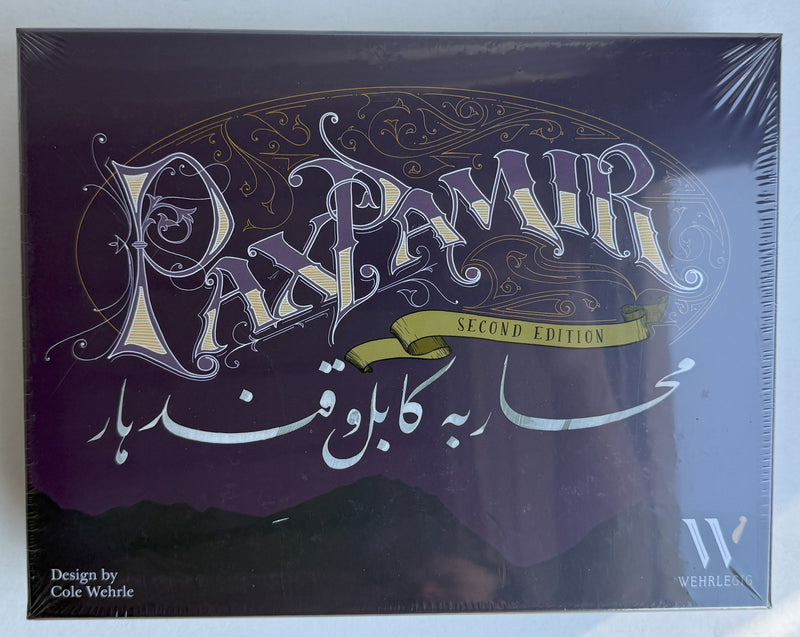 PAX PAMIR
SECOND EDITION
محاربه کابل و قندهار
Design by
Cole Wehrle
W
WEHRLEGIG